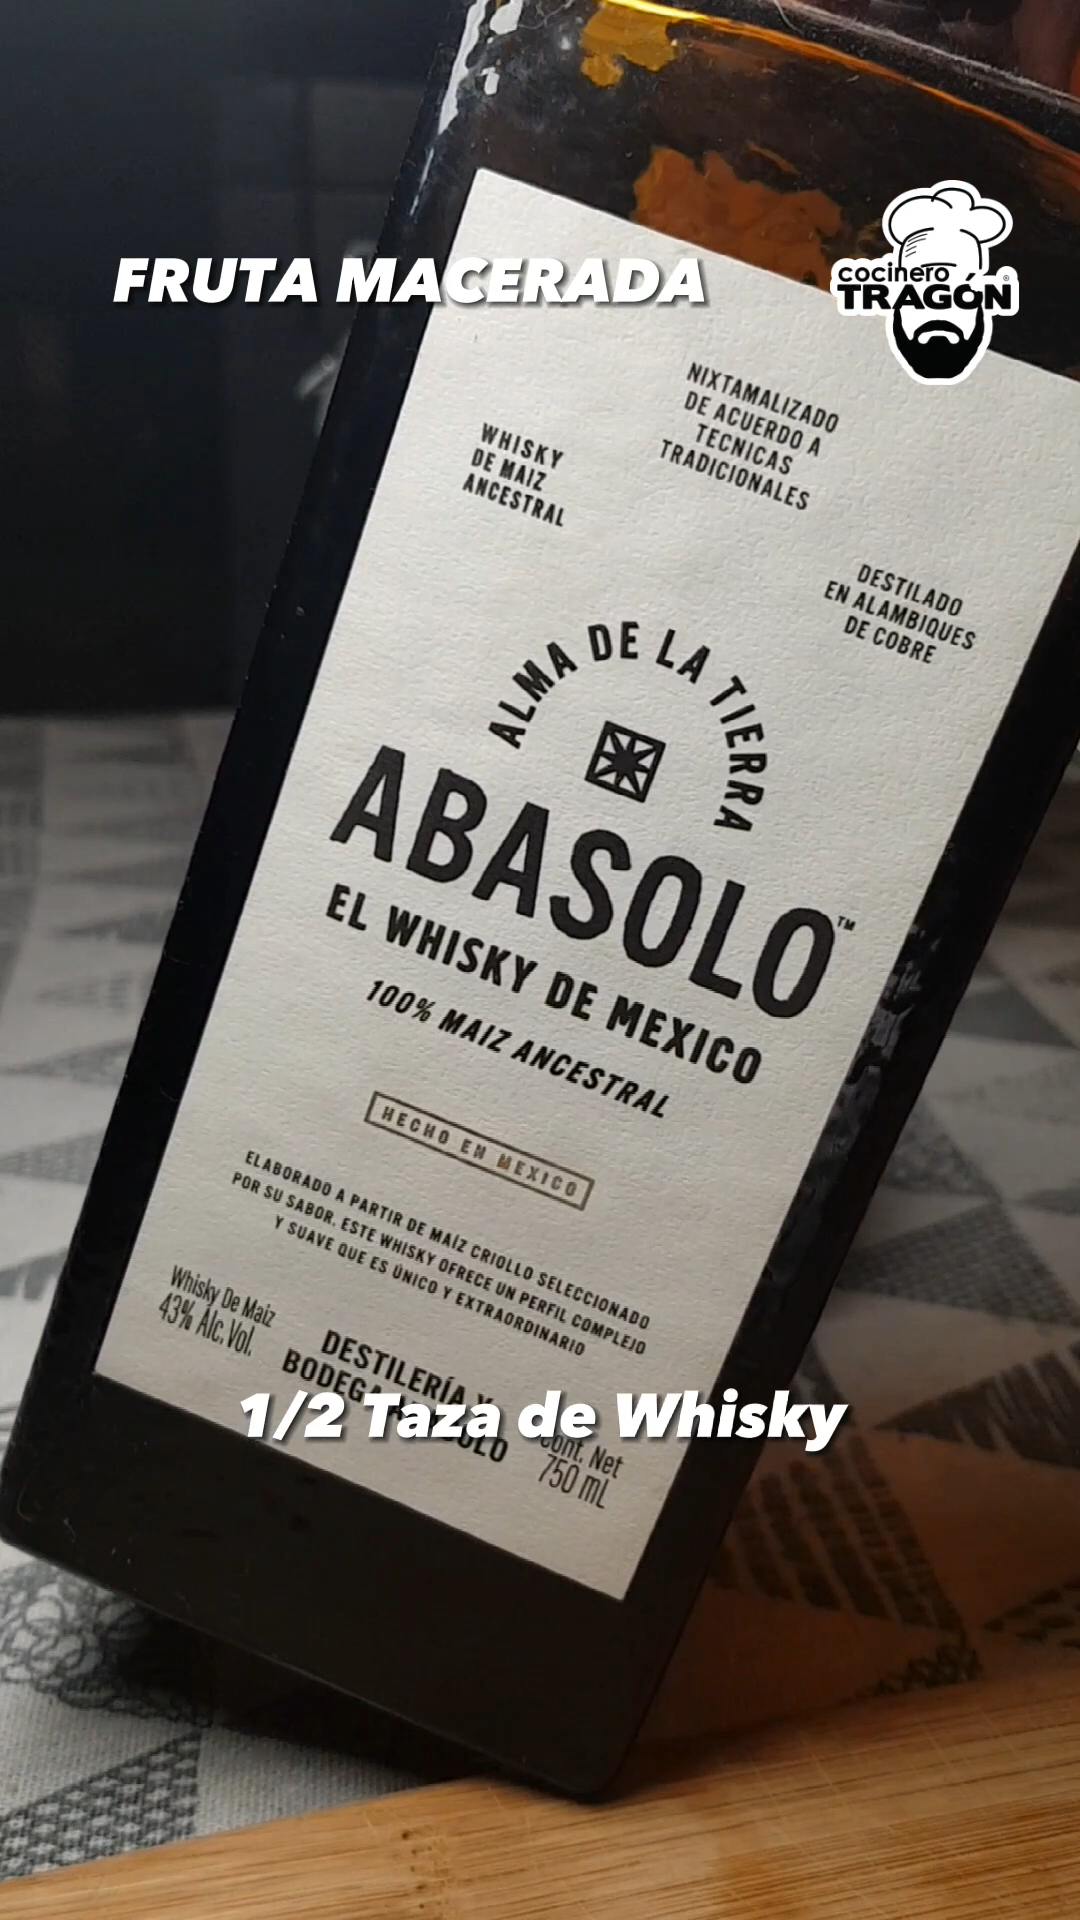 FRUTA MACERADA
cocinero
TRAGÓN®
NIXTAMALIZADO
DE ACUERDO A
TECNICAS
TRADICIONALES
WHISKY
DE MAIZ
ANCESTRAL
DESTILADO
EN ALAMBIQUES
DE COBRE
ALMA DE LA TIERRA
ABASOLO™
EL WHISKY DE MEXICO
100% MAIZ ANCESTRAL
HECHO EN MEXICO
ELABORADO A PARTIR DE MAÍZ CRIOLLO SELECCIONADO
POR SU SABOR, ESTE WHISKY OFRECE UN PERFIL COMPLEJO
Y SUAVE QUE ES ÚNICO Y EXTRAORDINARIO
Whisky De Maiz
43% Alc. Vol.
DESTILERÍA Y
BODEGA ABASOLO
1/2 Taza de Whisky
Cont. Net
750 mL